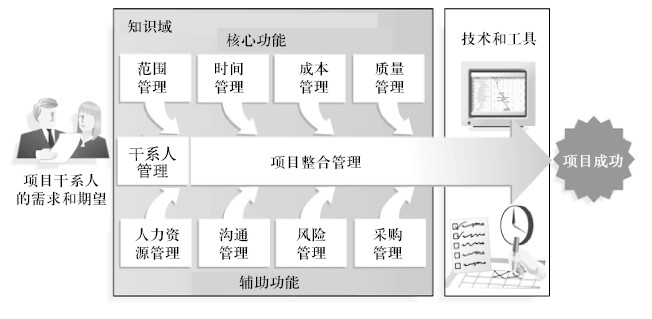 知识域
核心功能
范围
管理
时间
管理
成本
管理
质量
管理
技术和工具
干系人
管理
项目整合管理
项目成功
项目干系人
的需求和期望
人力资
源管理
沟通
管理
风险
管理
采购
管理
辅助功能